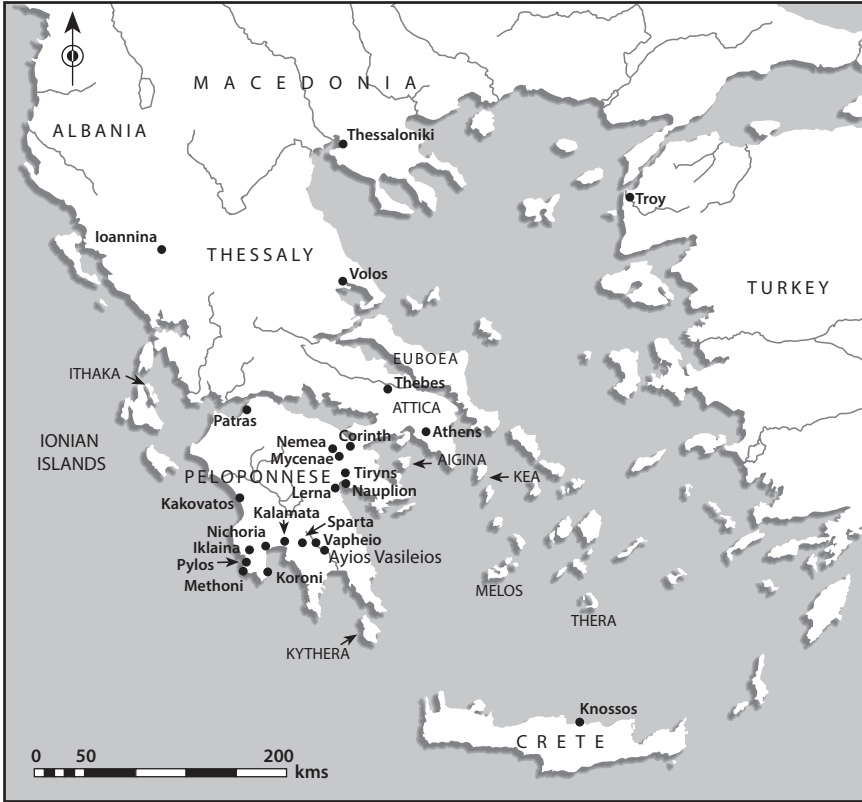 MACEDONIA
ALBANIA
Thessaloniki
Troy
Ioannina
THESSALY
Volos
TURKEY
EUBOEA
ITHAKA
Thebes
ATTICA
Patras
Athens
IONIAN
ISLANDS
Nemea
Corinth
Mycenae
AIGINA
PELOPONNESE
Tiryns
KEA
Lerna
Nauplion
Kakovatos
Kalamata
Sparta
Nichoria
Vapheio
Iklaina
Ayios Vasileios
Pylos
Koroni
Methoni
MELOS
THERA
KYTHERA
Knossos
CRETE
0 50 200
kms